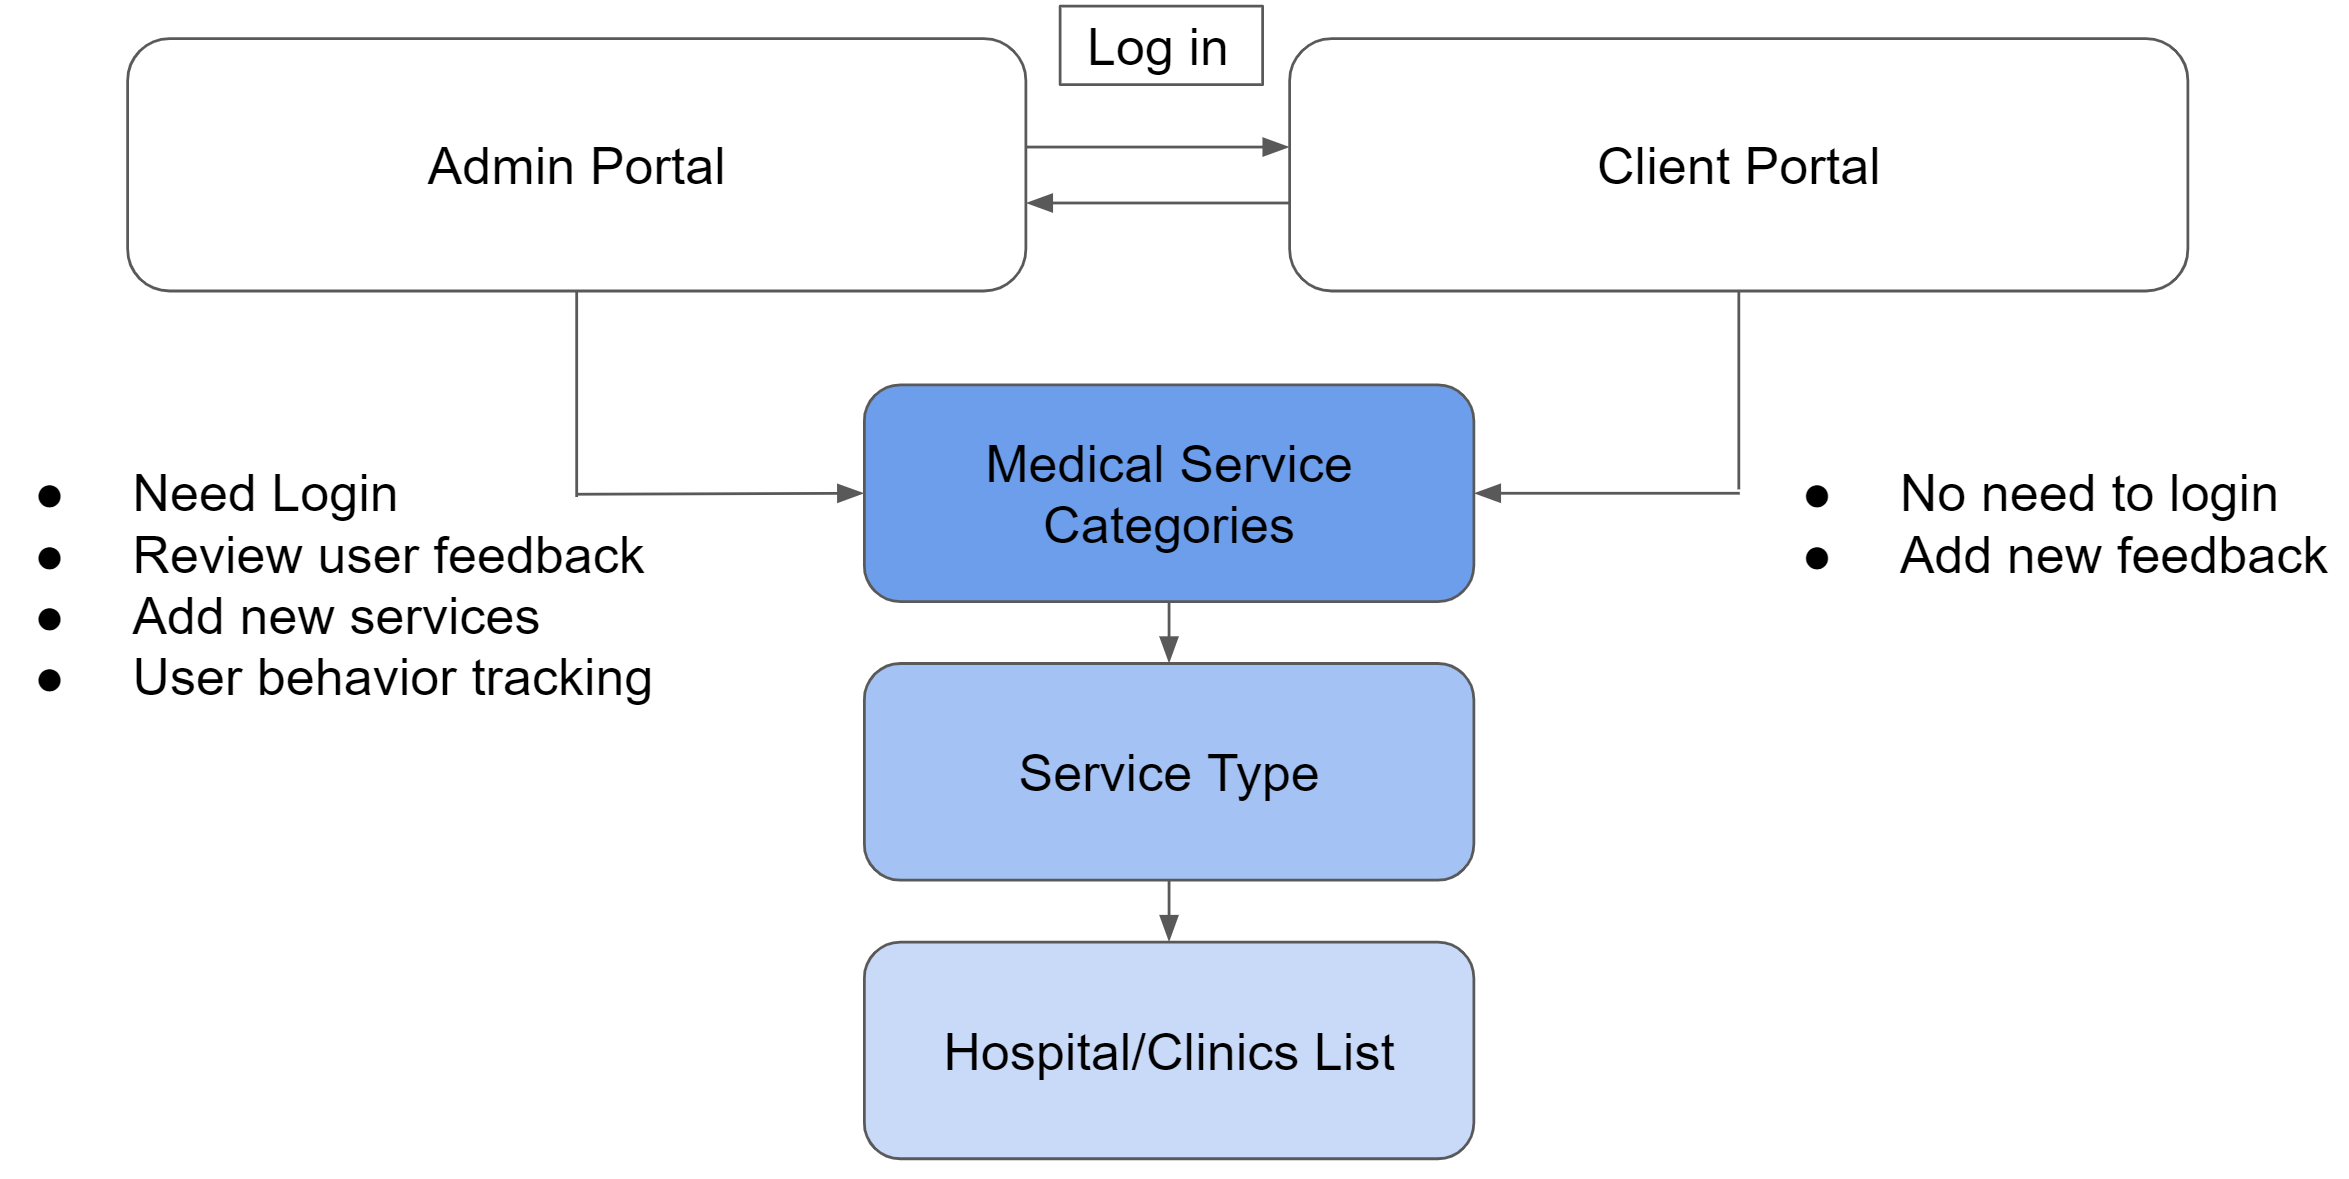 Log in
Admin Portal
Client Portal
Medical Service
Categories
● Need Login
● Review user feedback
● Add new services
● User behavior tracking
● No need to login
● Add new feedback
Service Type
Hospital/Clinics List